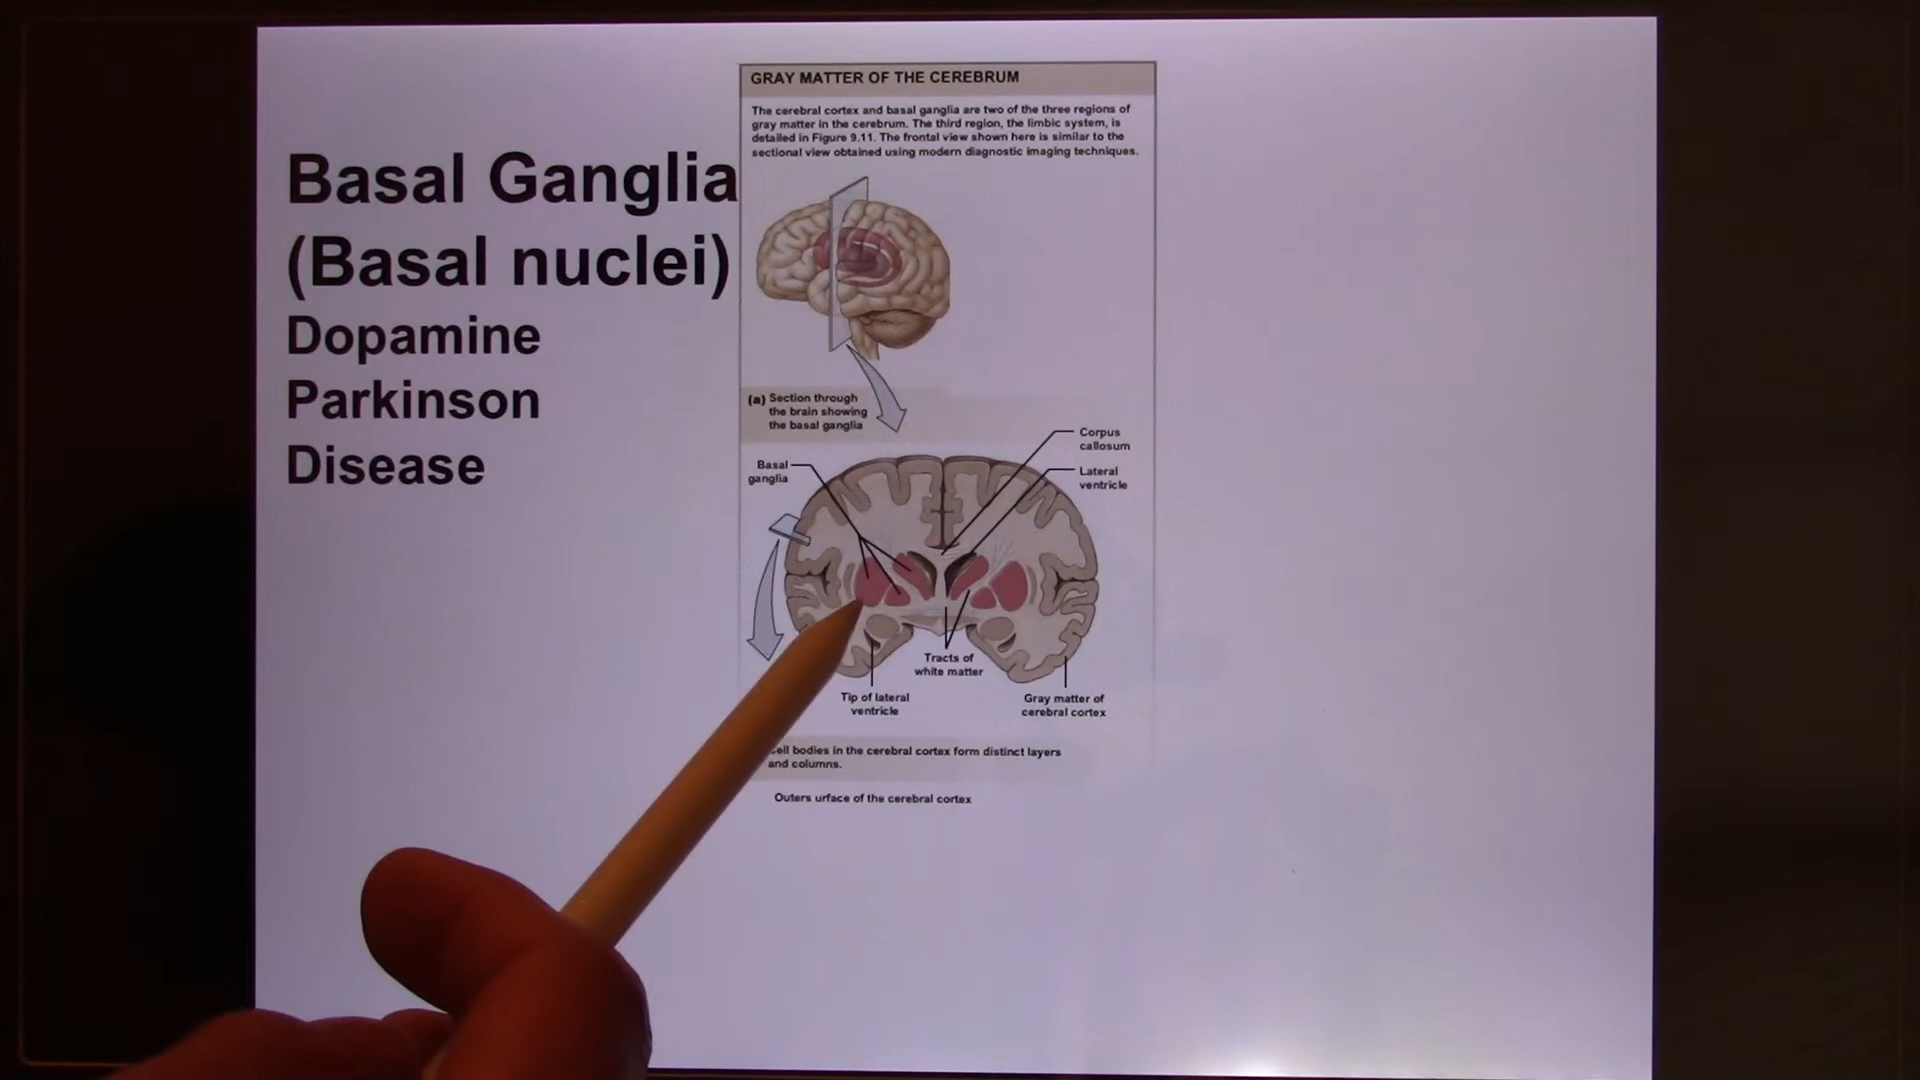 Basal Ganglia
(Basal nuclei)
Dopamine
Parkinson
Disease
GRAY MATTER OF THE CEREBRUM
The cerebral cortex and basal ganglia are two of the three regions of
gray matter in the cerebrum. The third region, the limbic system, is
detailed in Figure 9.11. The frontal view shown here is similar to the
sectional view obtained using modern diagnostic imaging techniques.
(a) Section through
the brain showing
the basal ganglia
Corpus
callosum
Basal
ganglia
Lateral
ventricle
Tracts of
white matter
Tip of lateral
ventricle
Gray matter of
cerebral cortex
bodies in the cerebral cortex form distinct layers
and columns.
Outers urface of the cerebral cortex